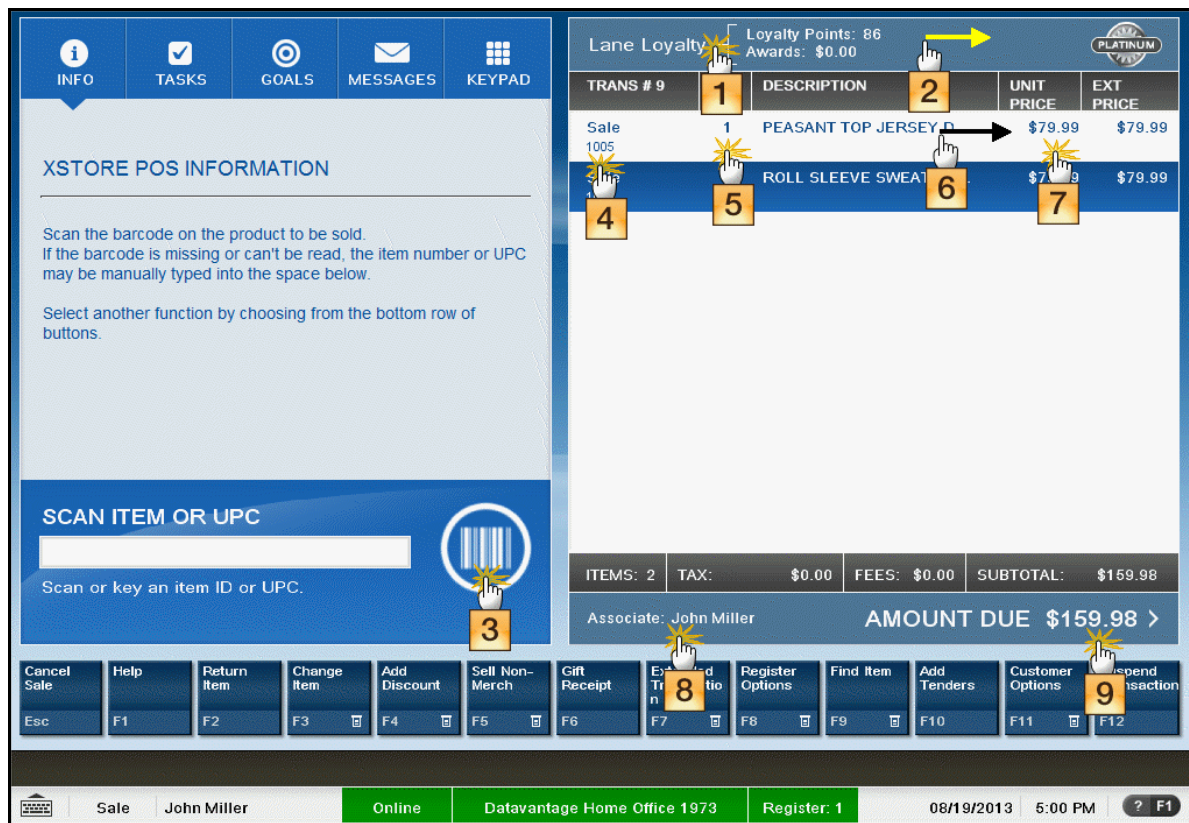 INFO
TASKS
GOALS
MESSAGES
KEYPAD
XSTORE POS INFORMATION
Scan the barcode on the product to be sold.
If the barcode is missing or can't be read, the item number or UPC
may be manually typed into the space below.
Select another function by choosing from the bottom row of
buttons.
SCAN ITEM OR UPC
Scan or key an item ID or UPC.
3
Lane Loyalty
Loyalty Points: 86
Awards: $0.00
PLATINUM
1
2
TRANS # 9
DESCRIPTION
UNIT PRICE
EXT PRICE
Sale 1 PEASANT TOP JERSEY D $79.99 $79.99
1005
ROLL SLEEVE SWEAT $79.99
4
5
6
7
ITEMS: 2 TAX: $0.00 FEES: $0.00 SUBTOTAL: $159.98
Associate: John Miller AMOUNT DUE $159.98 >
8
9
Cancel Sale Esc
Help F1
Return Item F2
Change Item F3
Add Discount F4
Sell Non-Merch F5
Gift Receipt F6
F7
Register Options F8
Find Item F9
Add Tenders F10
Customer Options F11
F12
Sale John Miller Online Datavantage Home Office 1973 Register: 1 08/19/2013 5:00 PM ? F1